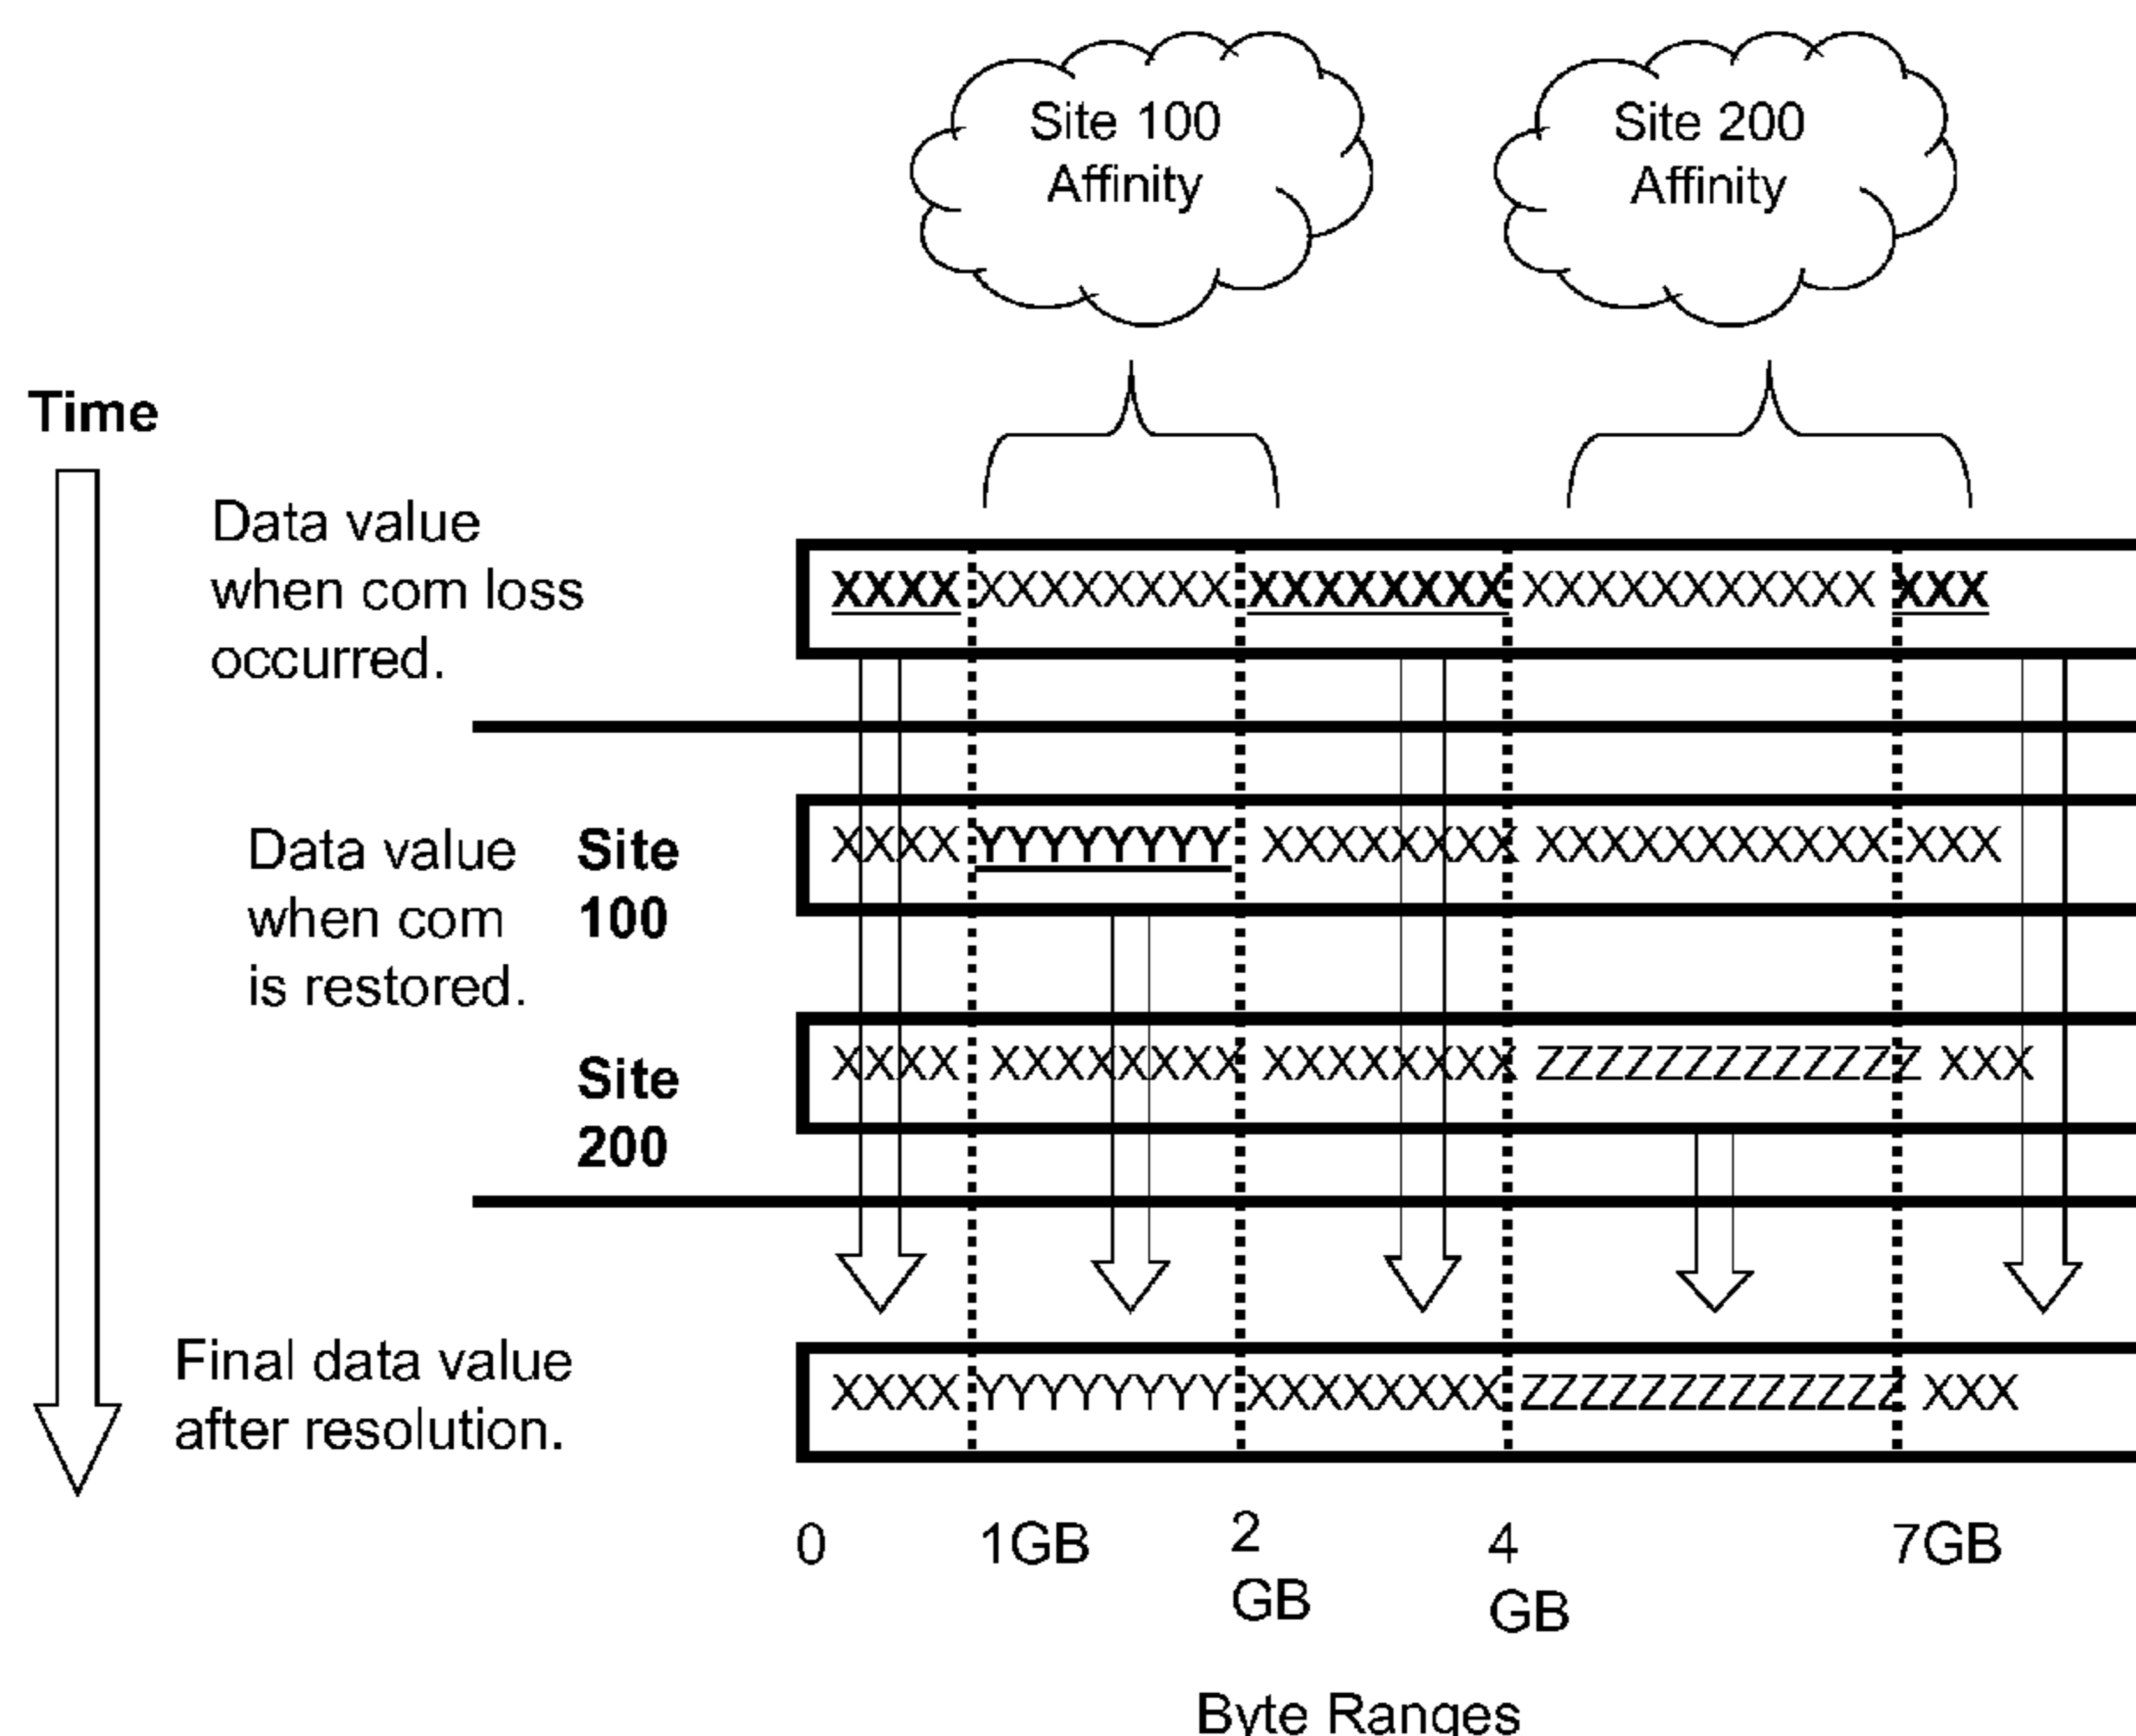 Site 100
Affinity
Site 200
Affinity
Time
Data value
when com loss
occurred.
XXXX XXXXXXXX XXXXXXXX XXXXXXXXXXX XXX
Data value
when com
is restored.
Site
100
XXXX YYYYYYYY XXXXXXXX XXXXXXXXXXX XXX
Site
200
XXXX XXXXXXXX XXXXXXXX ZZZZZZZZZZZZZ XXX
Final data value
after resolution.
XXXX YYYYYYYY XXXXXXXX ZZZZZZZZZZZZZ XXX
0
1GB
2
GB
4
GB
7GB
Byte Ranges